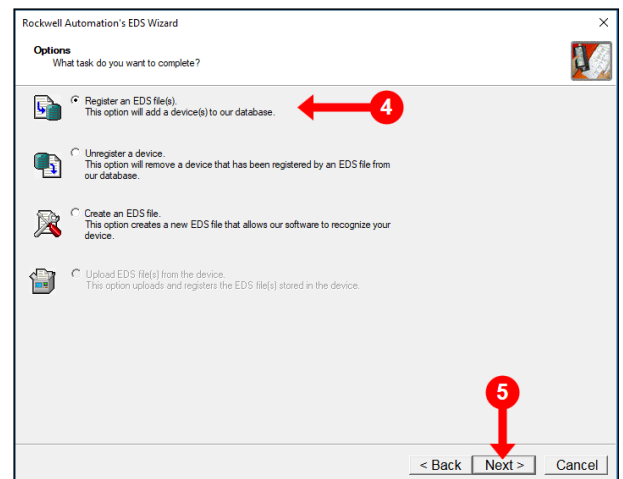 Rockwell Automation's EDS Wizard
Options
What task do you want to complete?
Register an EDS file(s).
This option will add a device(s) to our database.
4
Unregister a device.
This option will remove a device that has been registered by an EDS file from
our database.
Create an EDS file.
This option creates a new EDS file that allows our software to recognize your
device.
Upload EDS file(s) from the device.
This option uploads and registers the EDS file(s) stored in the device.
5
< Back Next > Cancel